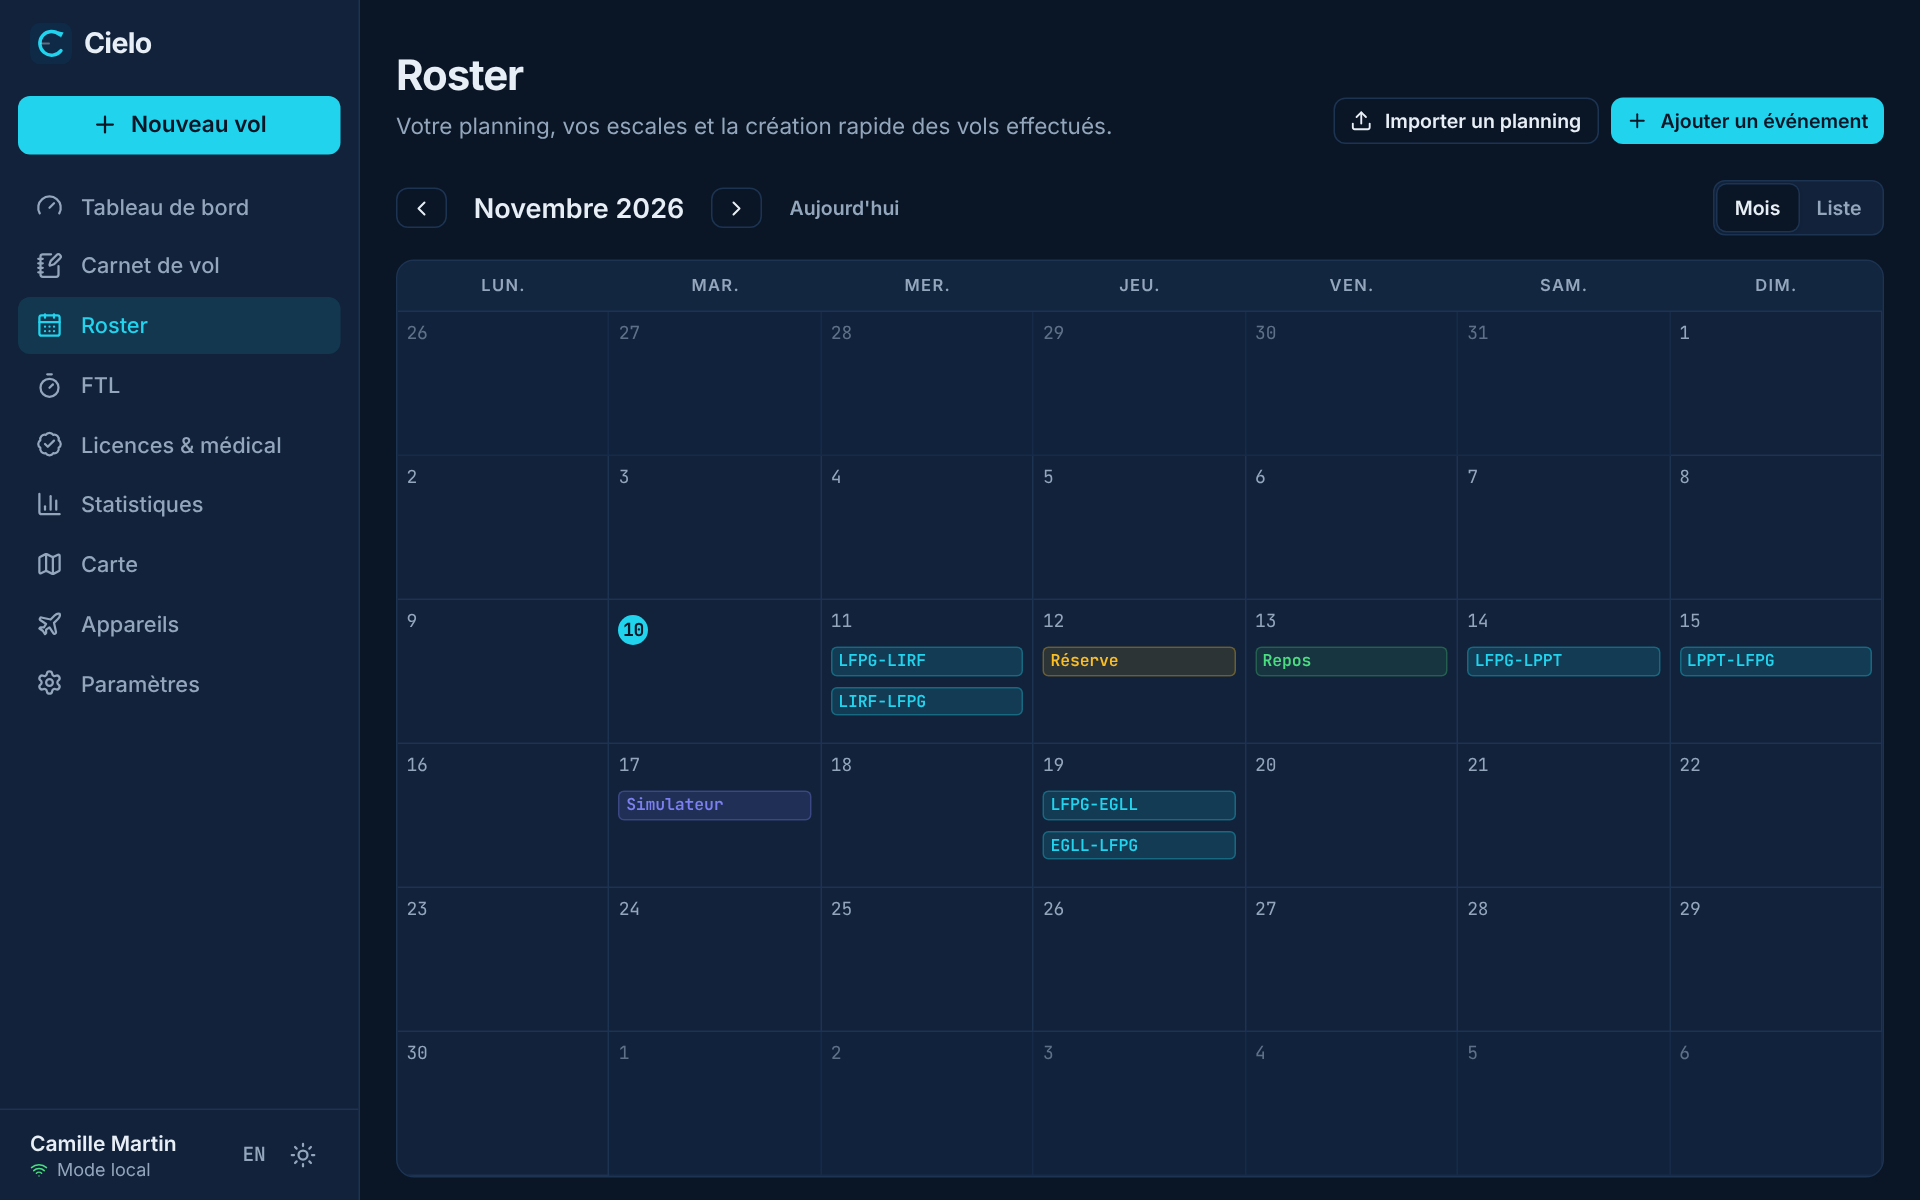 Cielo
Nouveau vol
Tableau de bord
Carnet de vol
Roster
FTL
Licences & médical
Statistiques
Carte
Appareils
Paramètres
Camille Martin
Mode local
EN
Roster
Votre planning, vos escales et la création rapide des vols effectués.
Importer un planning
Ajouter un événement
Novembre 2026
Aujourd'hui
Mois
Liste
LUN. MAR. MER. JEU. VEN. SAM. DIM.
26 27 28 29 30 31 1
2 3 4 5 6 7 8
9 10 11 12 13 14 15
LFPG-LIRF Réserve Repos LFPG-LPPT LPPT-LFPG
LIRF-LFPG
16 17 18 19 20 21 22
Simulateur LFPG-EGLL
EGLL-LFPG
23 24 25 26 27 28 29
30 1 2 3 4 5 6